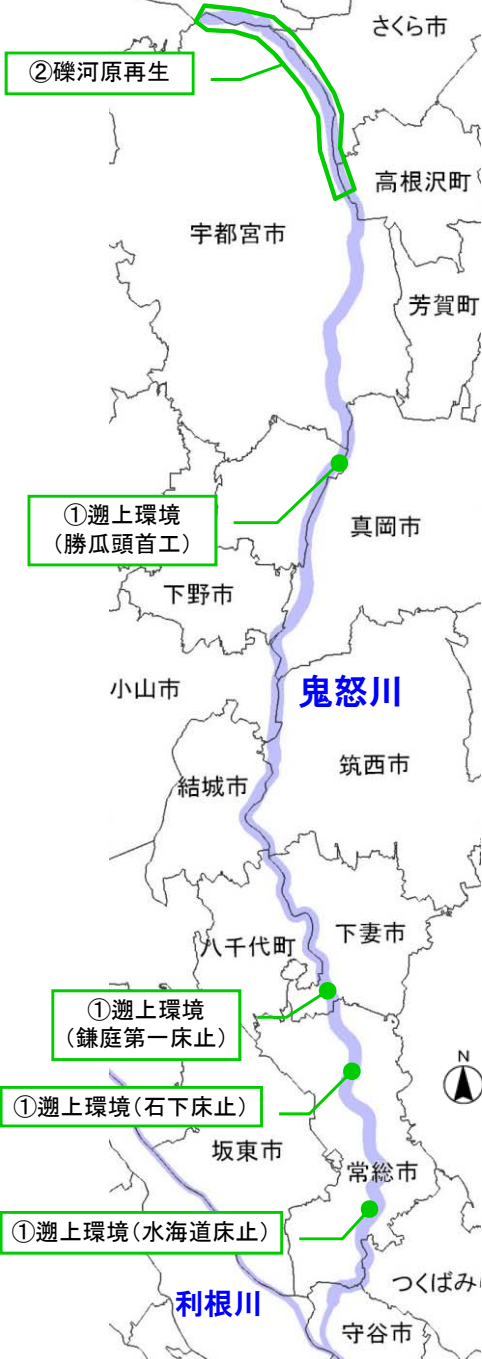 さくら市
②礫河原再生
高根沢町
宇都宮市
芳賀町
①遡上環境
(勝瓜頭首工)
真岡市
下野市
小山市
鬼怒川
筑西市
結城市
八千代町
下妻市
①遡上環境
(鎌庭第一床止)
N
①遡上環境(石下床止)
坂東市
常総市
①遡上環境(水海道床止)
つくばみ
利根川
守谷市